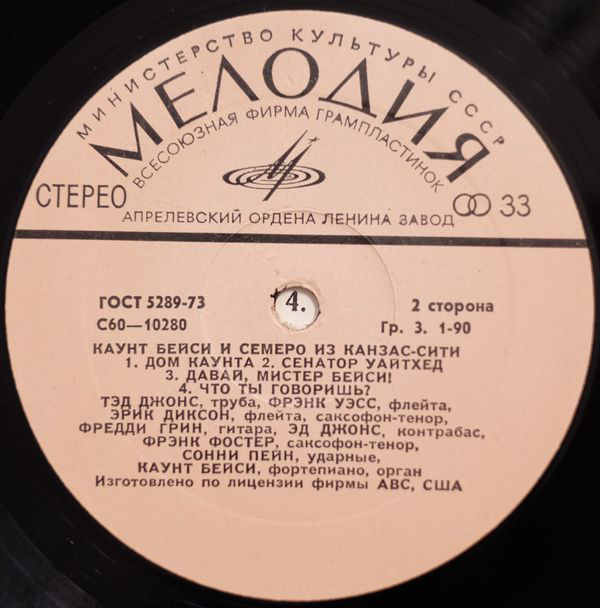 МИНИСТЕРСТВО КУЛЬТУРЫ СССР
МЕЛОДИЯ
ВСЕСОЮЗНАЯ ФИРМА ГРАМПЛАСТИНОК
СТЕРЕО
33
АПРЕЛЕВСКИЙ ОРДЕНА ЛЕНИНА ЗАВОД
ГОСТ 5289-73
4.
2 сторона
С60—10280
Гр. 3. 1-90
КАУНТ БЕЙСИ И СЕМЕРО ИЗ КАНЗАС-СИТИ
1. ДОМ КАУНТА 2. СЕНАТОР УАЙТХЕД
3. ДАВАЙ, МИСТЕР БЕЙСИ!
4. ЧТО ТЫ ГОВОРИШЬ?
ТЭД ДЖОНС, труба, ФРЭНК УЭСС, флейта,
ЭРИК ДИКСОН, флейта, саксофон-тенор,
ФРЕДДИ ГРИН, гитара, ЭД ДЖОНС, контрабас,
ФРЭНК ФОСТЕР, саксофон-тенор,
СОННИ ПЕЙН, ударные,
КАУНТ БЕЙСИ, фортепиано, орган
Изготовлено по лицензии фирмы ABC, США